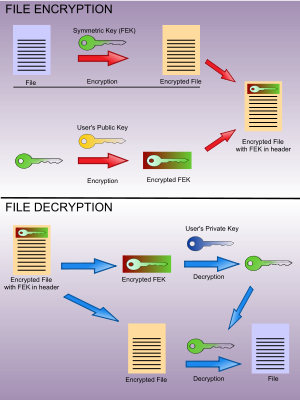 FILE ENCRYPTION
Symmetric Key (FEK)
File
Encryption
Encrypted File
User's Public Key
Encryption
Encrypted FEK
Encrypted File
with FEK in header
FILE DECRYPTION
User's Private Key
Encrypted File
with FEK in header
Encrypted FEK
Decryption
Encrypted File
Decryption
File